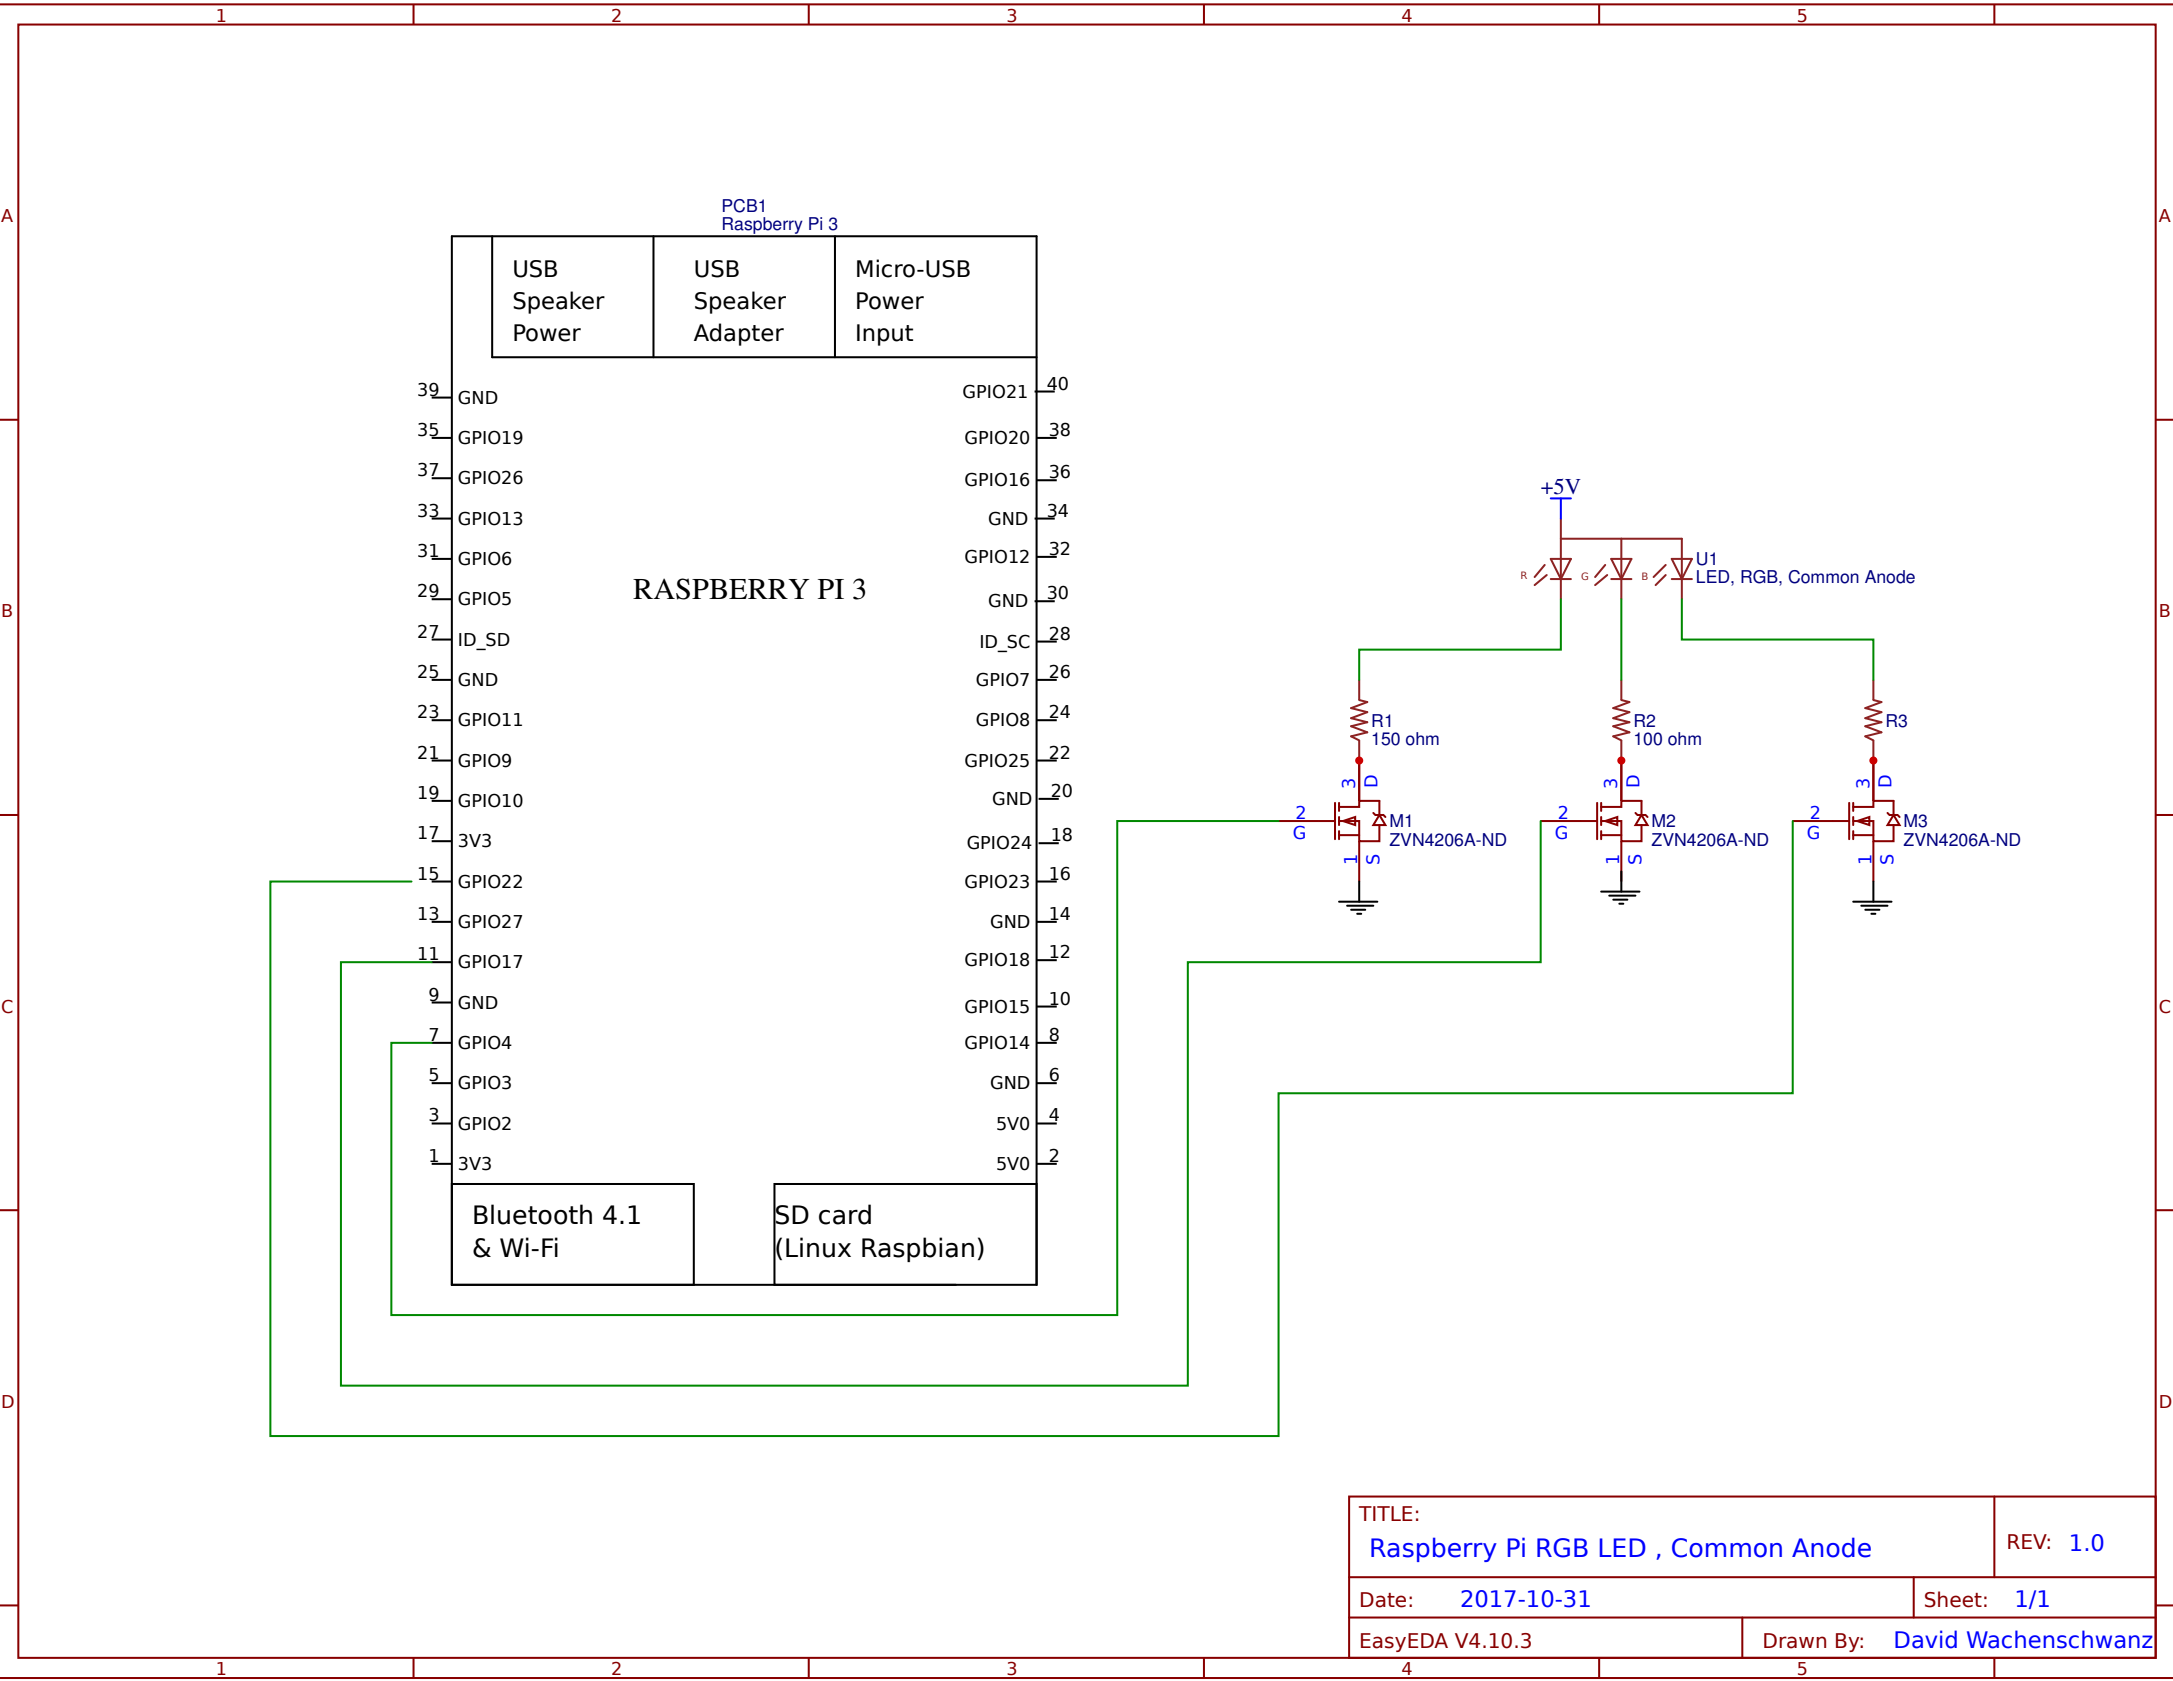 1 2 3 4 5
A
A
PCB1
Raspberry Pi 3
USB
Speaker
Power
USB
Speaker
Adapter
Micro-USB
Power
Input
39 GND
GPIO21 40
35 GPIO19
GPIO20 38
37 GPIO26
GPIO16 36
33 GPIO13
GND 34
31 GPIO6
GPIO12 32
RASPBERRY PI 3
29 GPIO5
GND 30
27 ID_SD
ID_SC 28
25 GND
GPIO7 26
23 GPIO11
GPIO8 24
21 GPIO9
GPIO25 22
19 GPIO10
GND 20
17 3V3
GPIO24 18
15 GPIO22
GPIO23 16
13 GPIO27
GND 14
11 GPIO17
GPIO18 12
9 GND
GPIO15 10
7 GPIO4
GPIO14 8
5 GPIO3
GND 6
3 GPIO2
5V0 4
1 3V3
5V0 2
Bluetooth 4.1
& Wi-Fi
SD card
(Linux Raspbian)
+5V
R G B
U1
LED, RGB, Common Anode
B
B
R1
150 ohm
R2
100 ohm
R3
3 D
2
G
M1
ZVN4206A-ND
1 S
3 D
2
G
M2
ZVN4206A-ND
1 S
3 D
2
G
M3
ZVN4206A-ND
1 S
C
C
D
D
TITLE:
Raspberry Pi RGB LED , Common Anode
REV: 1.0
Date: 2017-10-31
Sheet: 1/1
EasyEDA V4.10.3
Drawn By: David Wachenschwanz
1 2 3 4 5